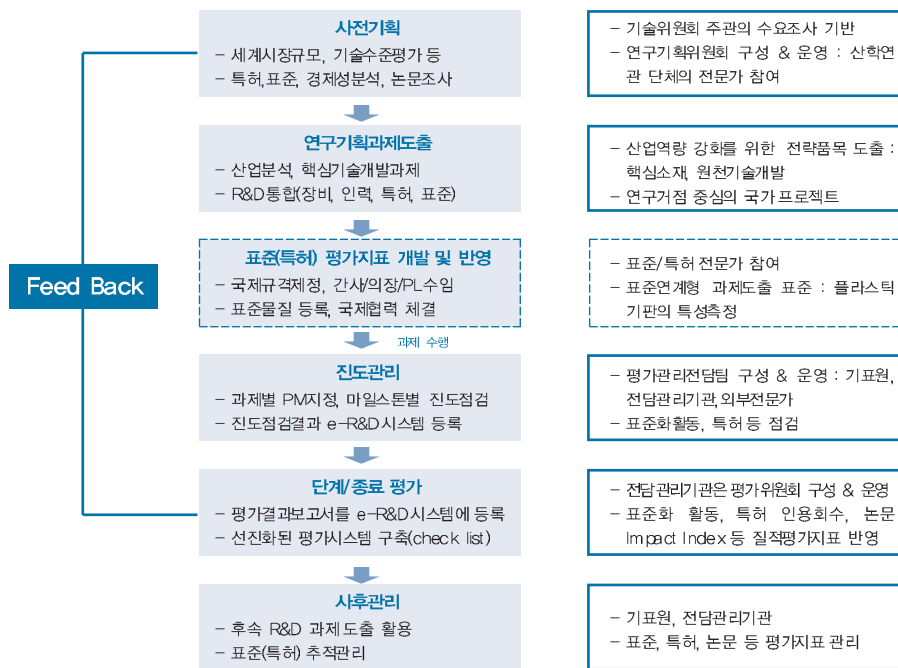 사전기획
– 세계시장규모, 기술수준평가 등
– 특허,표준, 경제성분석, 논문조사
– 기술위원회 주관의 수요조사 기반
– 연구기획위원회 구성 & 운영 : 산학연
관 단체의 전문가 참여
연구기획과제도출
– 산업분석, 핵심기술개발과제
– R&D통합(장비, 인력, 특허, 표준)
– 산업역량 강화를 위한 전략품목 도출 :
핵심소재, 원천기술개발
– 연구거점 중심의 국가 프로젝트
Feed Back
표준(특허) 평가지표 개발 및 반영
– 국제규격제정, 간사/의장/PL수임
– 표준물질 등록, 국제협력 체결
– 표준/특허 전문가 참여
– 표준연계형 과제도출 표준 : 플라스틱
기판의 특성측정
과제 수행
진도관리
– 과제별 PM지정, 마일스톤별 진도점검
– 진도점검결과 e-R&D시스템 등록
– 평가관리전담팀 구성 & 운영 : 기표원,
전담관리기관,외부전문가
– 표준화활동, 특허등 점검
단계/종료 평가
– 평가결과보고서를 e-R&D시스템에 등록
– 선진화된 평가시스템 구축(check list)
– 전담관리기관은 평가위원회 구성 & 운영
– 표준화 활동, 특허 인용회수, 논문
Impact Index 등 질적평가지표 반영
사후관리
– 후속 R&D 과제도출 활용
– 표준(특허) 추적관리
– 기표원, 전담관리기관
– 표준, 특허, 논문 등 평가지표 관리